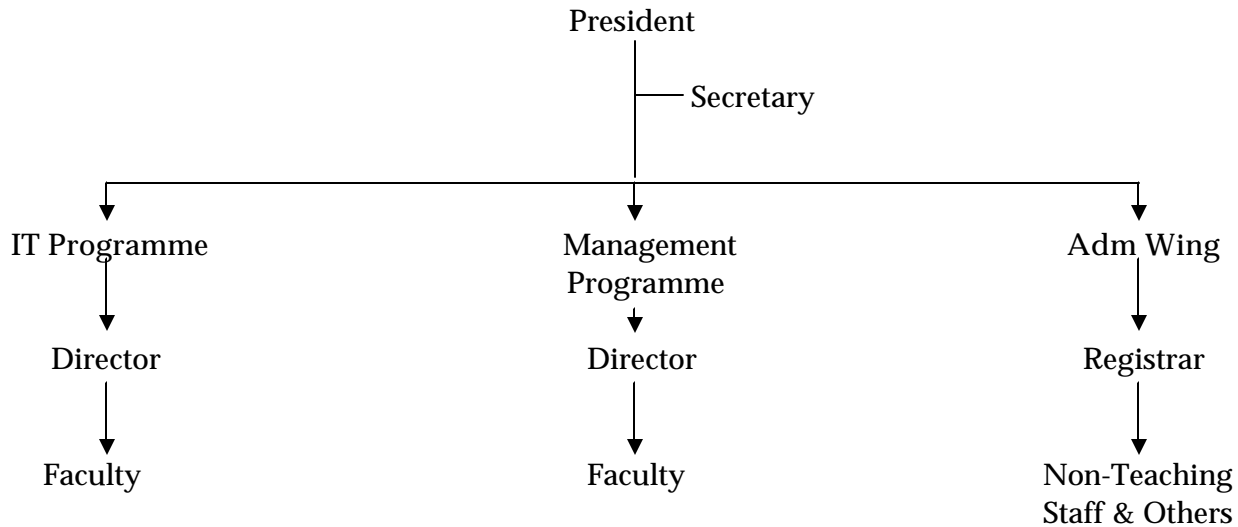 President
Secretary
IT Programme
Management
Programme
Adm Wing
Director
Director
Registrar
Faculty
Faculty
Non-Teaching
Staff & Others